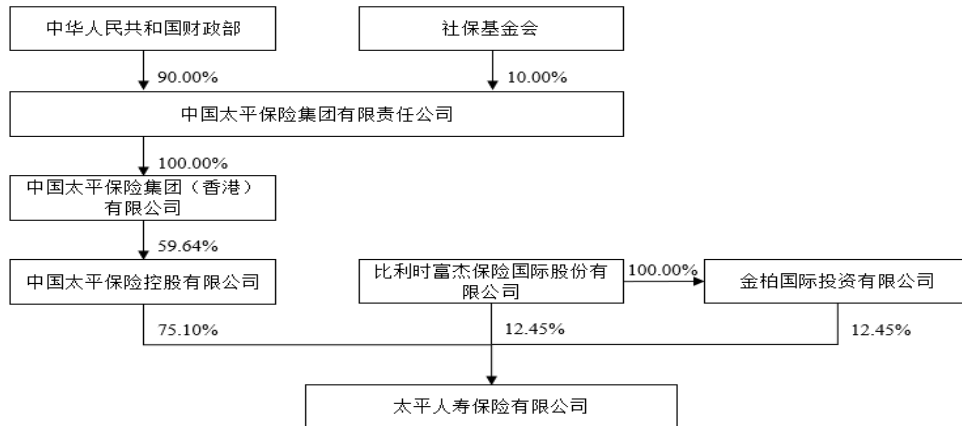 中华人民共和国财政部
社保基金会
90.00%
10.00%
中国太平保险集团有限责任公司
100.00%
中国太平保险集团（香港）
有限公司
59.64%
中国太平保险控股有限公司
比利时富杰保险国际股份有
限公司
100.00%
金柏国际投资有限公司
75.10%
12.45%
12.45%
太平人寿保险有限公司